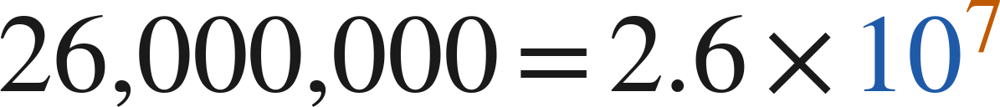 26,000,000 = 2.6 × 10⁷